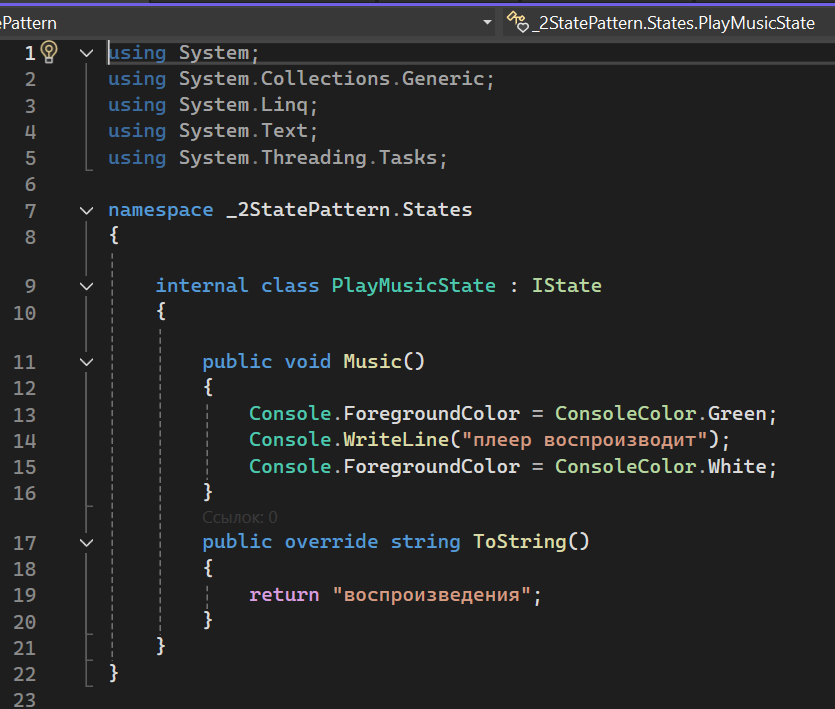 ePattern _2StatePattern.States.PlayMusicState
1 using System;
2 using System.Collections.Generic;
3 using System.Linq;
4 using System.Text;
5 using System.Threading.Tasks;
6
7 namespace _2StatePattern.States
8 {
9 internal class PlayMusicState : IState
10 {
11 public void Music()
12 {
13 Console.ForegroundColor = ConsoleColor.Green;
14 Console.WriteLine("плеер воспроизводит");
15 Console.ForegroundColor = ConsoleColor.White;
16 }
Ссылок: 0
17 public override string ToString()
18 {
19 return "воспроизведения";
20 }
21 }
22 }
23